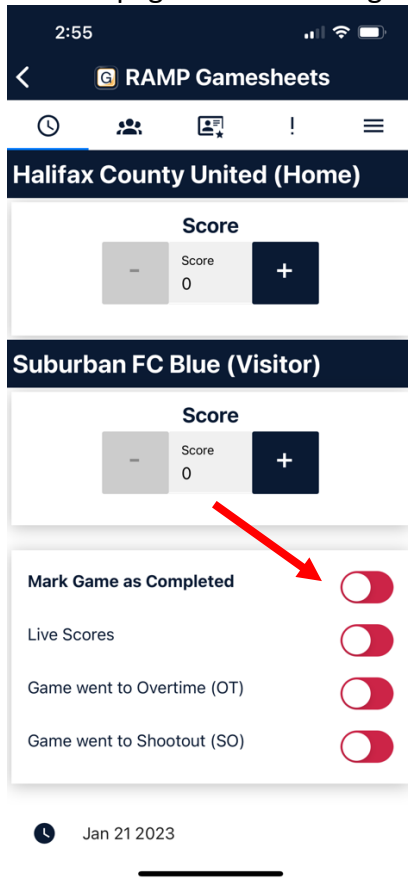 2:55
G RAMP Gamesheets
!
Halifax County United (Home)
Score
-
Score
0
+
Suburban FC Blue (Visitor)
Score
-
Score
0
+
Mark Game as Completed
Live Scores
Game went to Overtime (OT)
Game went to Shootout (SO)
Jan 21 2023